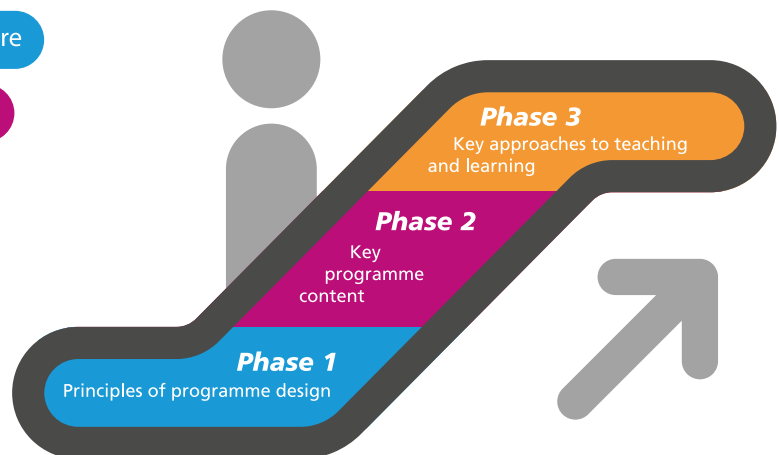 re
Phase 3
Key approaches to teaching
and learning
Phase 2
Key
programme
content
Phase 1
Principles of programme design